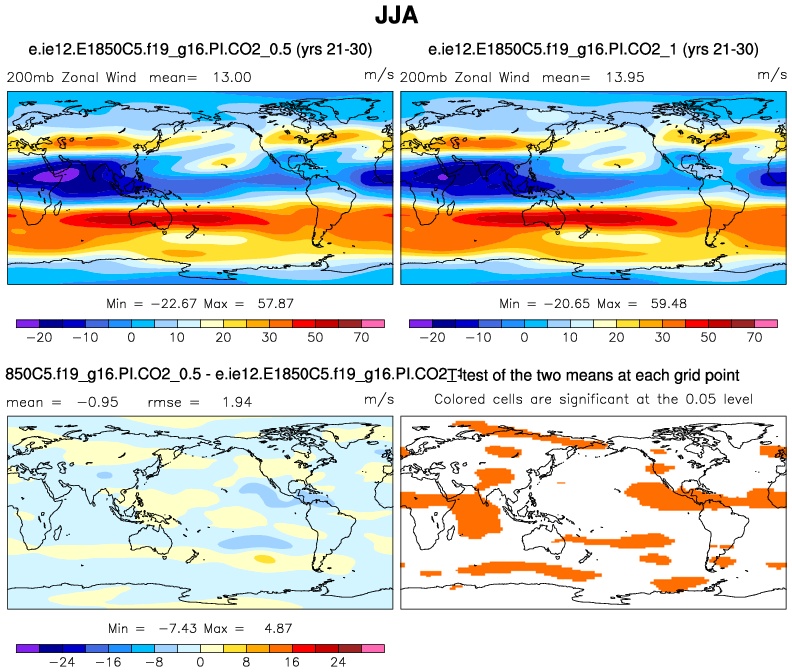 JJA
e.ie12.E1850C5.f19_g16.PI.CO2_0.5 (yrs 21-30)
e.ie12.E1850C5.f19_g16.PI.CO2_1 (yrs 21-30)
200mb Zonal Wind mean= 13.00 m/s
200mb Zonal Wind mean= 13.95 m/s
Min = −22.67 Max = 57.87
Min = −20.65 Max = 59.48
−20 −10 0 10 20 30 50 70
−20 −10 0 10 20 30 50 70
850C5.f19_g16.PI.CO2_0.5 - e.ie12.E1850C5.f19_g16.PI.CO2_1
T-test of the two means at each grid point
mean = −0.95 rmse = 1.94 m/s
Colored cells are significant at the 0.05 level
Min = −7.43 Max = 4.87
−24 −16 −8 0 8 16 24